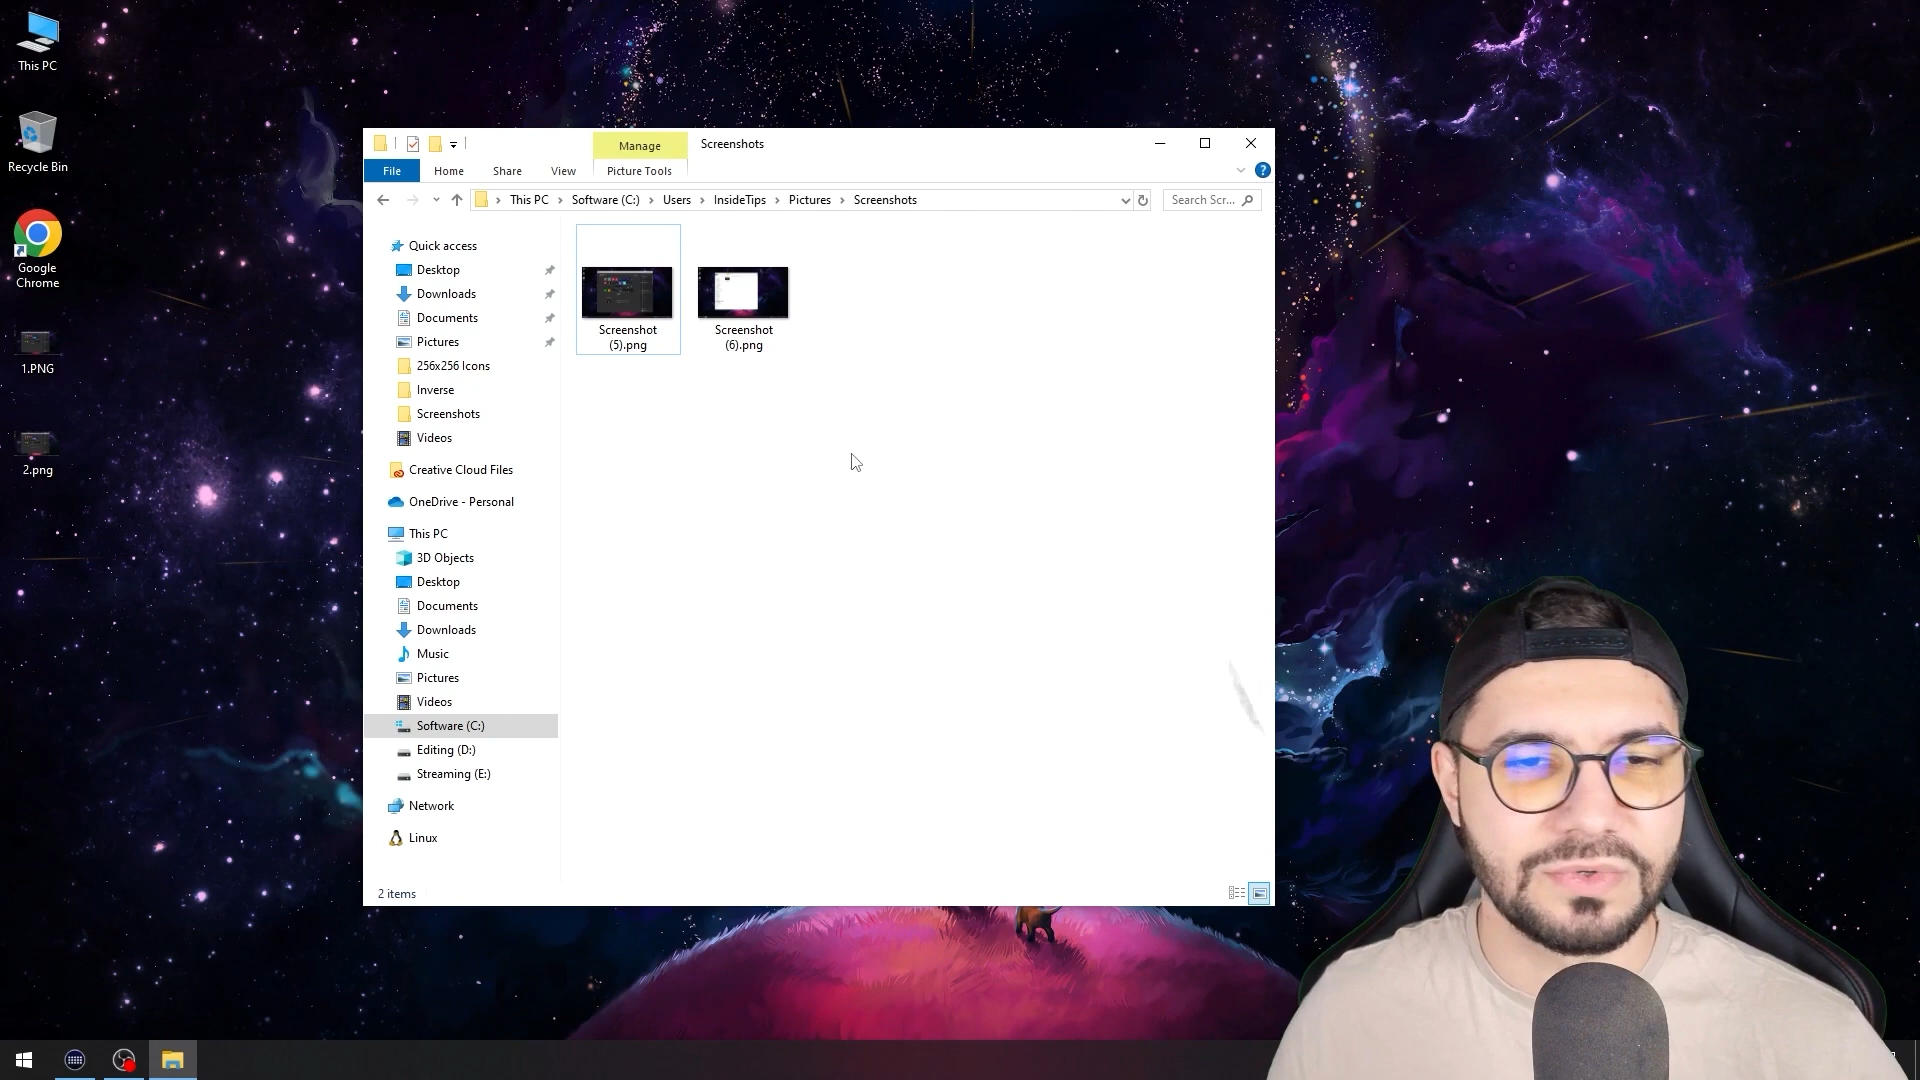 This PC
Recycle Bin
Google
Chrome
1.PNG
2.png
Manage
Screenshots
File
Home
Share
View
Picture Tools
This PC
Software (C:)
Users
InsideTips
Pictures
Screenshots
Search Scr...
Quick access
Desktop
Downloads
Documents
Pictures
256x256 Icons
Inverse
Screenshots
Videos
Creative Cloud Files
OneDrive - Personal
This PC
3D Objects
Desktop
Documents
Downloads
Music
Pictures
Videos
Software (C:)
Editing (D:)
Streaming (E:)
Network
Linux
Screenshot
(5).png
Screenshot
(6).png
2 items